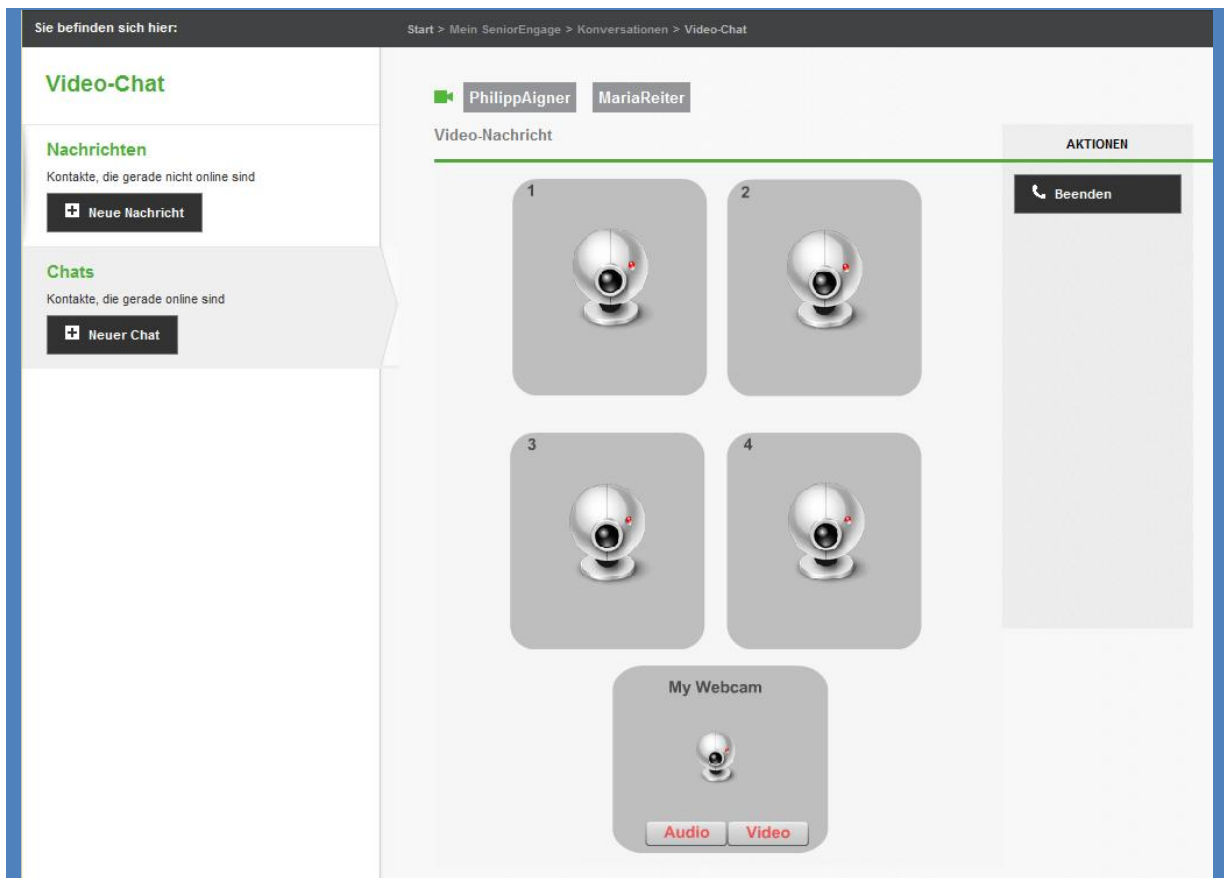 Sie befinden sich hier:
Start > Mein SeniorEngage > Konversationen > Video-Chat
Video-Chat
Nachrichten
Kontakte, die gerade nicht online sind
Neue Nachricht
Chats
Kontakte, die gerade online sind
Neuer Chat
PhilippAigner MariaReiter
Video-Nachricht
1 2
3 4
My Webcam
Audio Video
AKTIONEN
Beenden